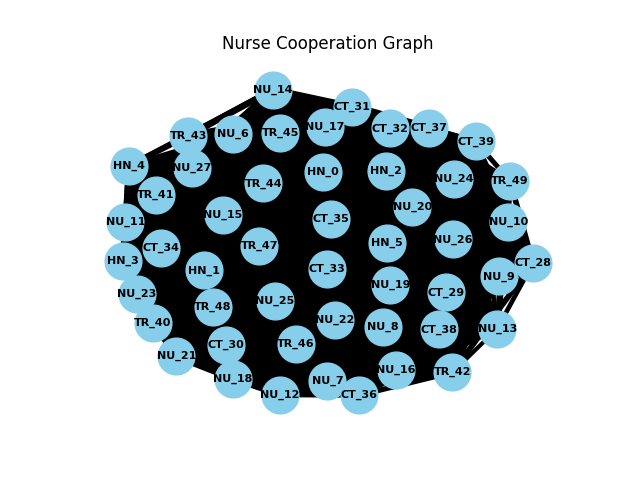 Nurse Cooperation Graph
NU_14
CT_31
NU_17
CT_32
CT_37
TR_43
NU_6
TR_45
CT_39
HN_4
NU_27
HN_0
HN_2
NU_24
TR_49
TR_44
TR_41
NU_20
NU_15
CT_35
NU_11
NU_10
CT_34
TR_47
HN_5
NU_26
HN_3
HN_1
CT_33
CT_28
NU_9
NU_19
CT_29
NU_23
NU_25
TR_48
TR_40
NU_22
NU_8
CT_38
NU_13
CT_30
TR_46
NU_21
NU_18
NU_16
TR_42
NU_7
NU_12
CT_36